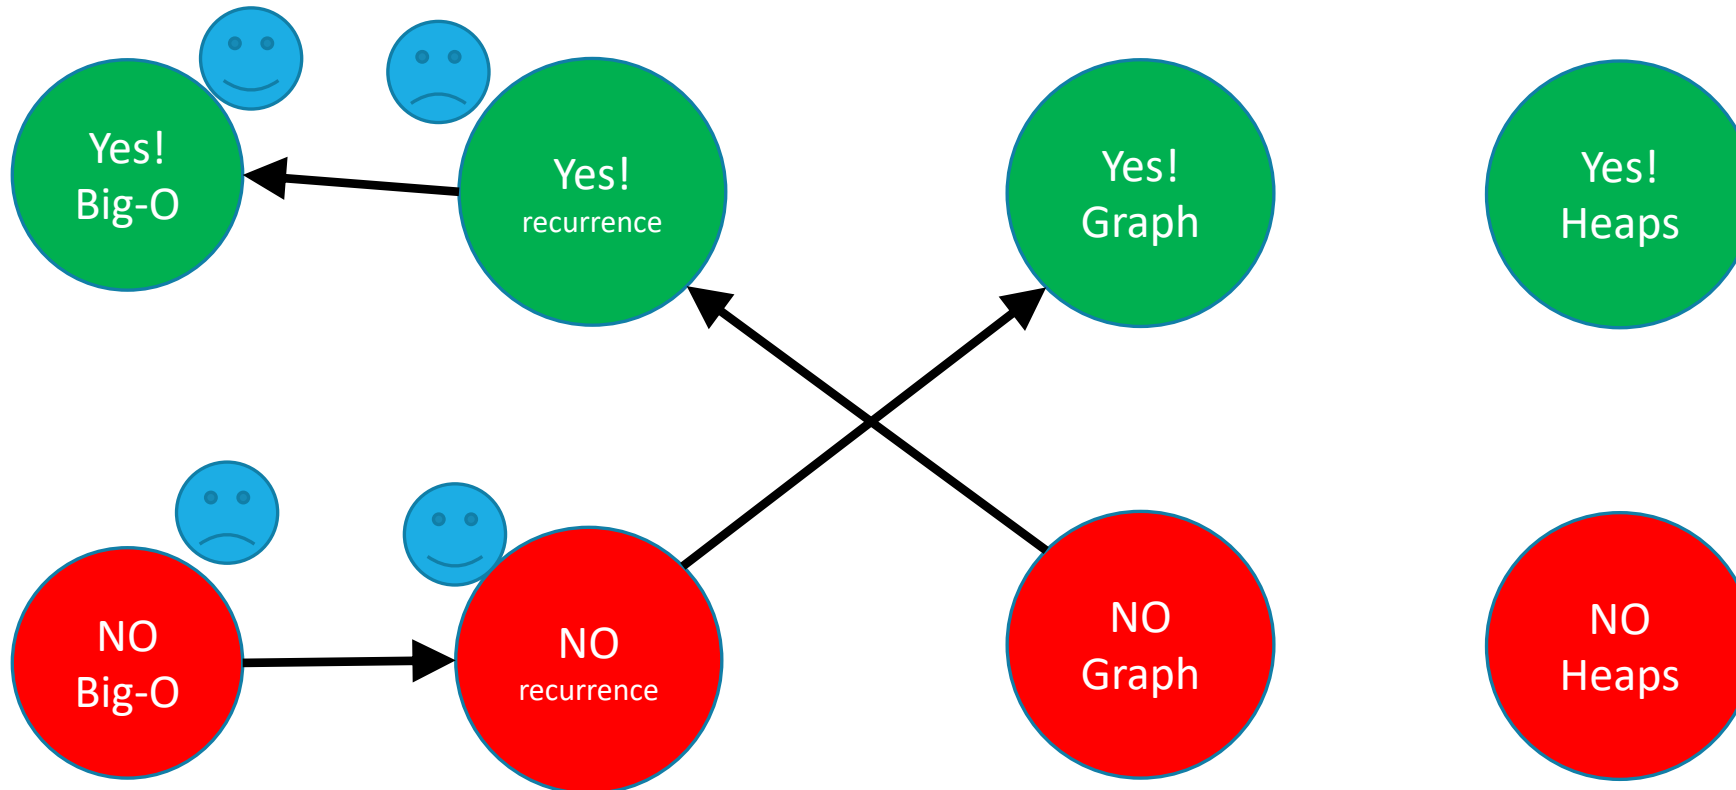 Yes!
Big-O
Yes!
recurrence
Yes!
Graph
Yes!
Heaps
NO
Big-O
NO
recurrence
NO
Graph
NO
Heaps